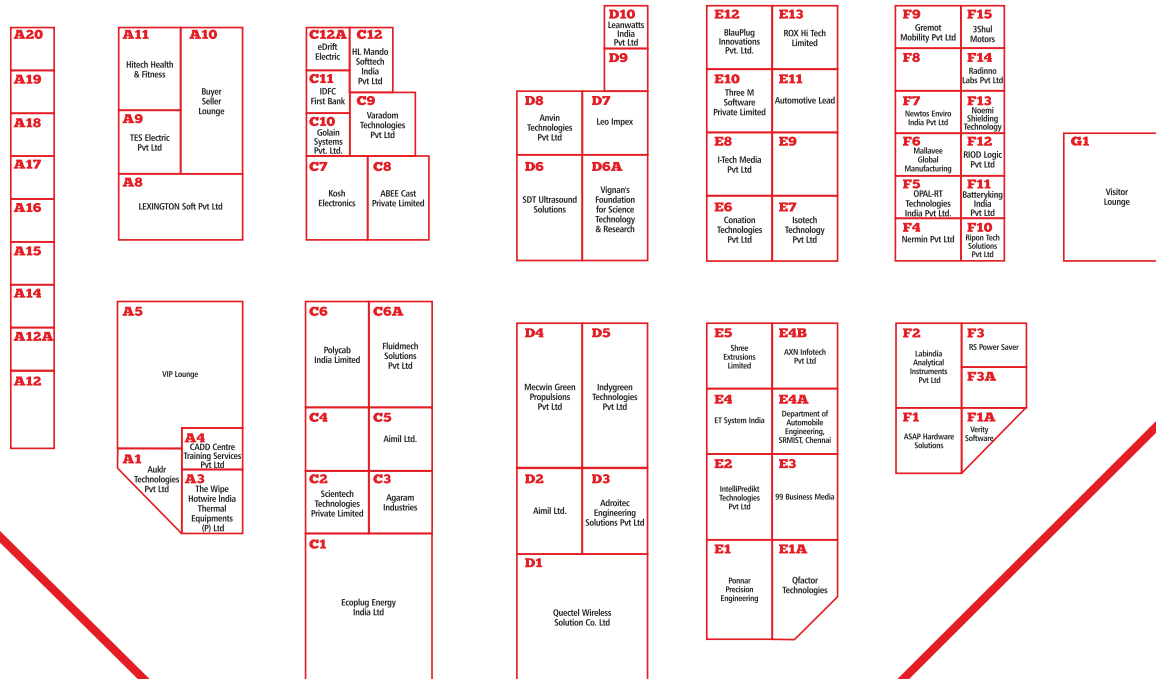 A20
A19
A18
A17
A16
A15
A14
A12A
A12
A11
Hitech Health
& Fitness
A10
Buyer
Seller
Lounge
A9
TES Electric
Pvt Ltd
A8
LEXINGTON Soft Pvt Ltd
A5
VIP Lounge
A4
CADD Centre
Training Services
Pvt Ltd
A1
Auklr
Technologies
Pvt Ltd
A3
The Wipe
Hotwire India
Thermal
Equipments
(P) Ltd
C12A
eDrift
Electric
C12
HL Mando
Softtech
India
Pvt Ltd
C11
IDFC
First Bank
C9
Varadom
Technologies
Pvt Ltd
C10
Golain
Systems
Pvt. Ltd.
C7
Kosh
Electronics
C8
ABEE Cast
Private Limited
C6
Polycab
India Limited
C6A
Fluidmech
Solutions
Pvt Ltd
C4
C5
Aimil Ltd.
C2
Scientech
Technologies
Private Limited
C3
Agaram
Industries
C1
Ecoplug Energy
India Ltd
D10
Leanwatts
India
Pvt Ltd
D9
D8
Anvin
Technologies
Pvt Ltd
D7
Leo Impex
D6
SDT Ultrasound
Solutions
D6A
Vignan's
Foundation
for Science
Technology
& Research
D4
Mecwin Green
Propulsions
Pvt Ltd
D5
Indygreen
Technologies
Pvt Ltd
D2
Aimil Ltd.
D3
Adroitec
Engineering
Solutions Pvt Ltd
D1
Quectel Wireless
Solution Co. Ltd
E12
BlauPlug
Innovations
Pvt. Ltd.
E13
ROX Hi Tech
Limited
E10
Three M
Software
Private Limited
E11
Automotive Lead
E8
I-Tech Media
Pvt Ltd
E9
E6
Conation
Technologies
Pvt Ltd
E7
Isotech
Technology
Pvt Ltd
E5
Shree
Extrusions
Limited
E4B
AXN Infotech
Pvt Ltd
E4
ET System India
E4A
Department of
Automobile
Engineering,
SRMIST, Chennai
E2
IntelliPredikt
Technologies
Pvt Ltd
E3
99 Business Media
E1
Ponnar
Precision
Engineering
E1A
Qfactor
Technologies
F9
Gremot
Mobility Pvt Ltd
F15
3Shul
Motors
F8
F14
Radinno
Labs Pvt Ltd
F7
Newtos Enviro
India Pvt Ltd
F13
Noemi
Shielding
Technology
F6
Mallavee
Global
Manufacturing
F12
RIOD Logic
Pvt Ltd
F5
OPAL-RT
Technologies
India Pvt Ltd.
F11
Batteryking
India
Pvt Ltd
F4
Nermin Pvt Ltd
F10
Ripon Tech
Solutions
Pvt Ltd
F2
Labindia
Analytical
Instruments
Pvt Ltd
F3
RS Power Saver
F3A
F1
ASAP Hardware
Solutions
F1A
Verity
Software
G1
Visitor
Lounge